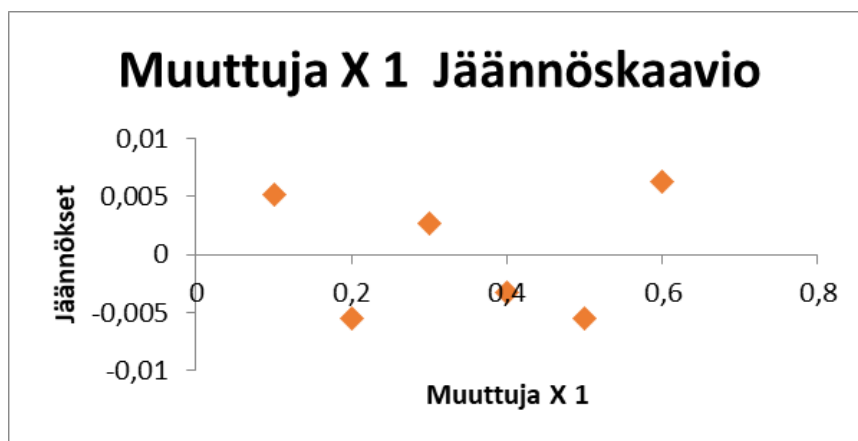 Muuttuja X 1 Jäännöskaavio
0,01
0,005
0
-0,005
-0,01
Jäännökset
0 0,2 0,4 0,6 0,8
Muuttuja X 1